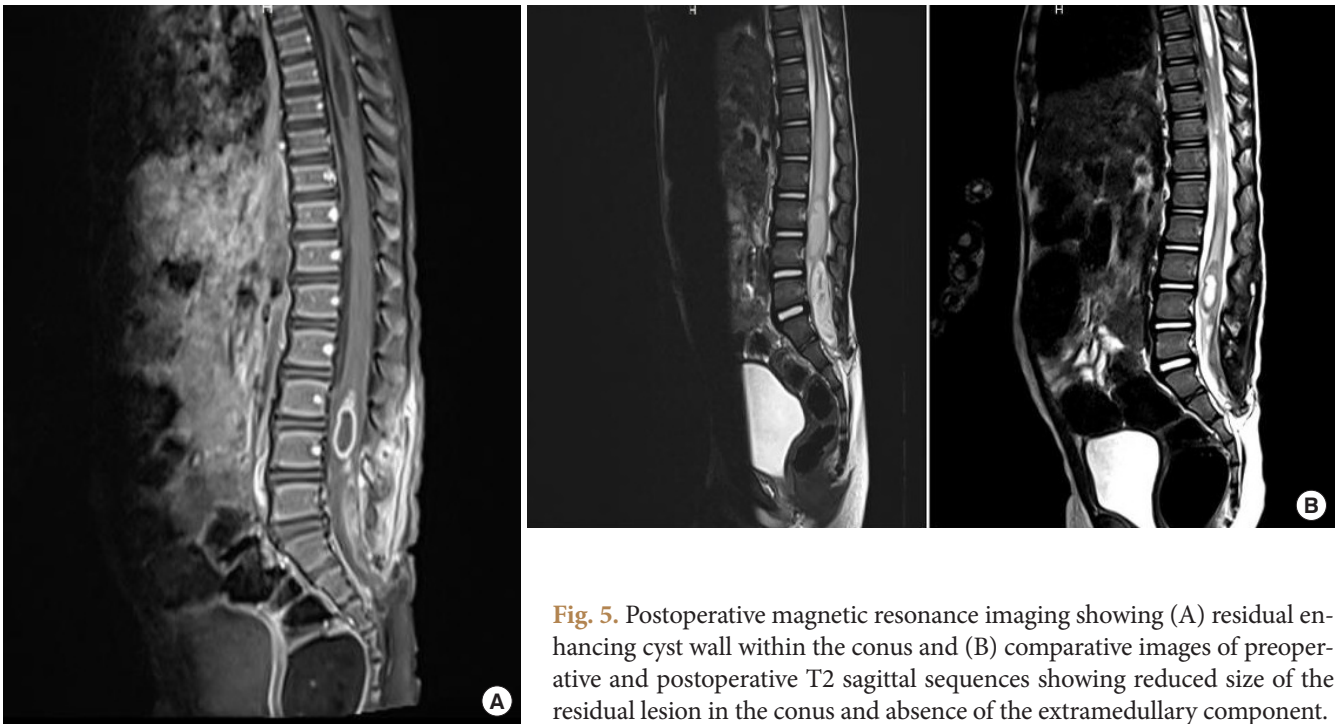 H
H
H
A
B
Fig. 5. Postoperative magnetic resonance imaging showing (A) residual en-
hancing cyst wall within the conus and (B) comparative images of preoper-
ative and postoperative T2 sagittal sequences showing reduced size of the
residual lesion in the conus and absence of the extramedullary component.